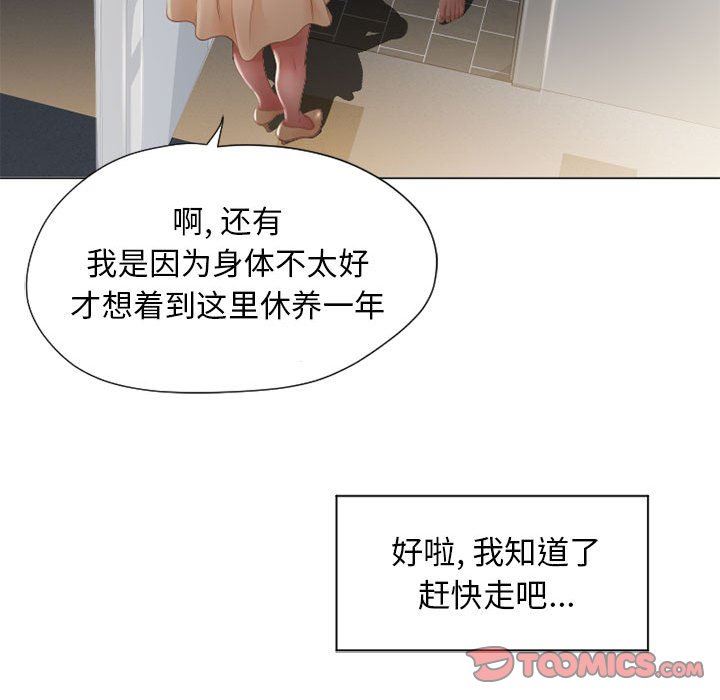 啊, 还有
我是因为身体不太好
才想着到这里休养一年
好啦, 我知道了
赶快走吧...
TOOMICS.COM